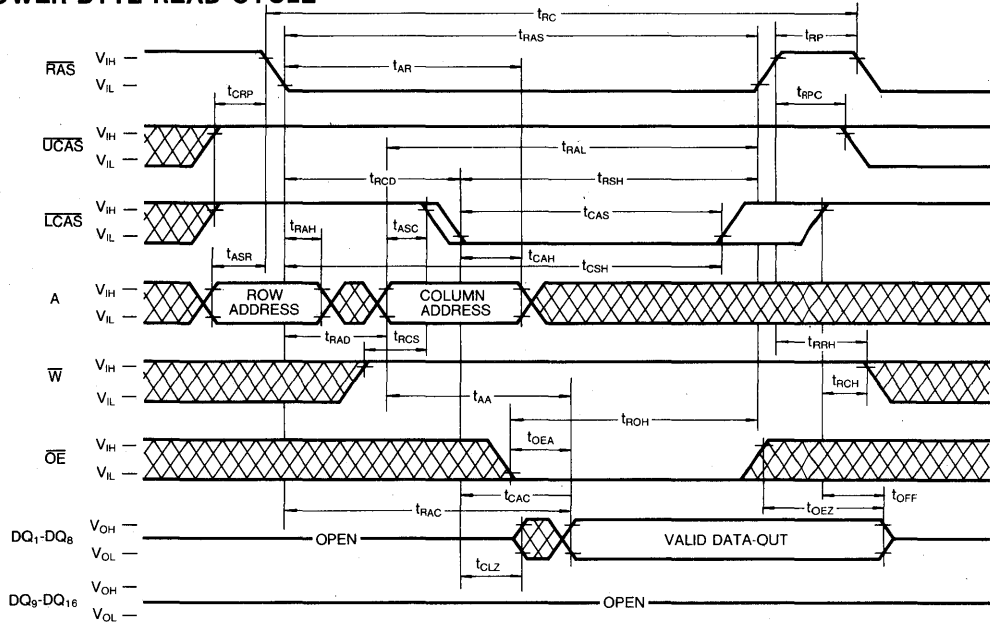 OWER BYTE READ CYCLE
tRC
tRAS
tRP
tAR
RAS
VIH
VIL
tCRP
tRPC
UCAS
VIH
VIL
tRAL
tRCD
tRSH
LCAS
VIH
VIL
tCAS
tRAH
tASC
tCAH
tASR
tCSH
A
VIH
VIL
ROW
ADDRESS
COLUMN
ADDRESS
tRAD
tRCS
tRRH
W
VIH
VIL
tRCH
tAA
tROH
OE
VIH
VIL
tOEA
tCAC
tOFF
tRAC
tOEZ
DQ1-DQ8
VOH
VOL
OPEN
VALID DATA-OUT
tCLZ
DQ9-DQ16
VOH
VOL
OPEN